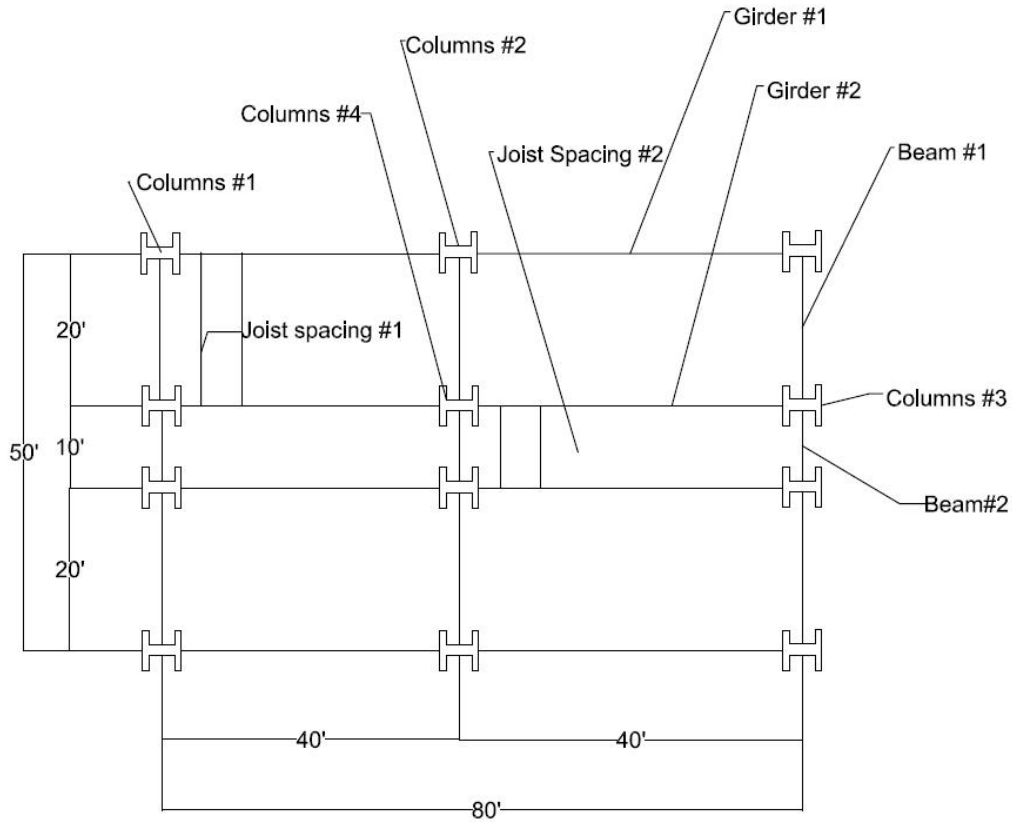 Girder #1
Columns #2
Girder #2
Columns #4
Joist Spacing #2
Beam #1
Columns #1
20'
Joist spacing #1
Columns #3
50'
10'
Beam#2
20'
40'
40'
80'